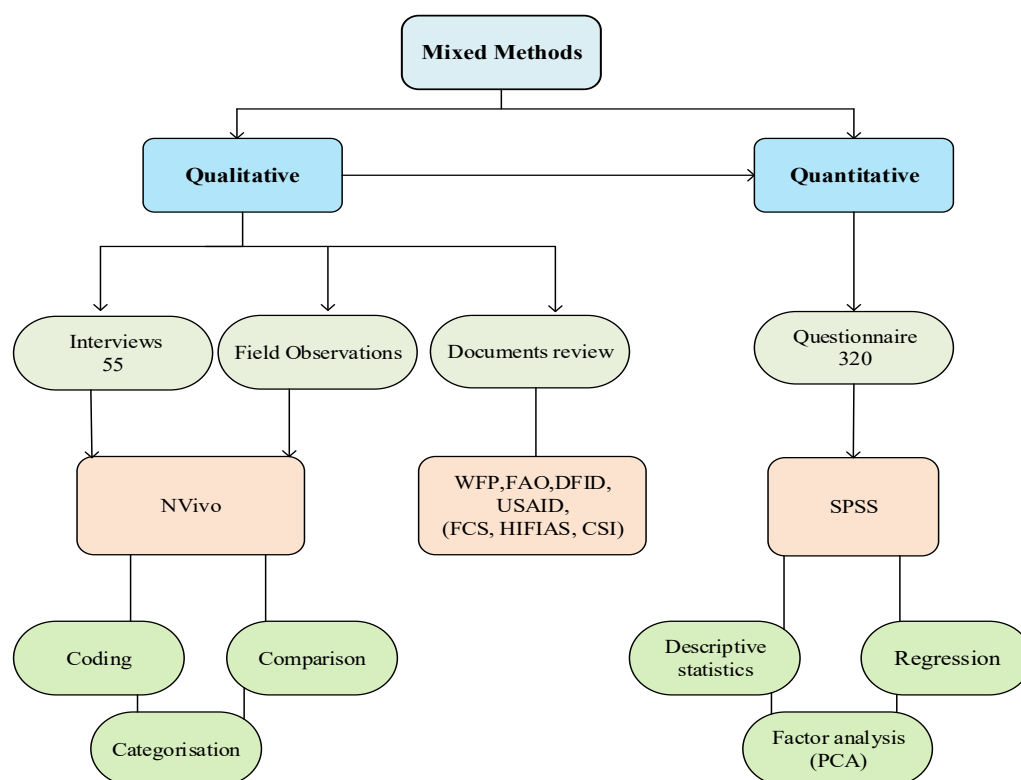 Mixed Methods
Qualitative
Quantitative
Interviews
55
Field Observations
Documents review
Questionnaire
320
NVivo
WFP,FAO,DFID,
USAID,
(FCS, HIFIAS, CSI)
SPSS
Coding
Comparison
Descriptive
statistics
Regression
Categorisation
Factor analysis
(PCA)